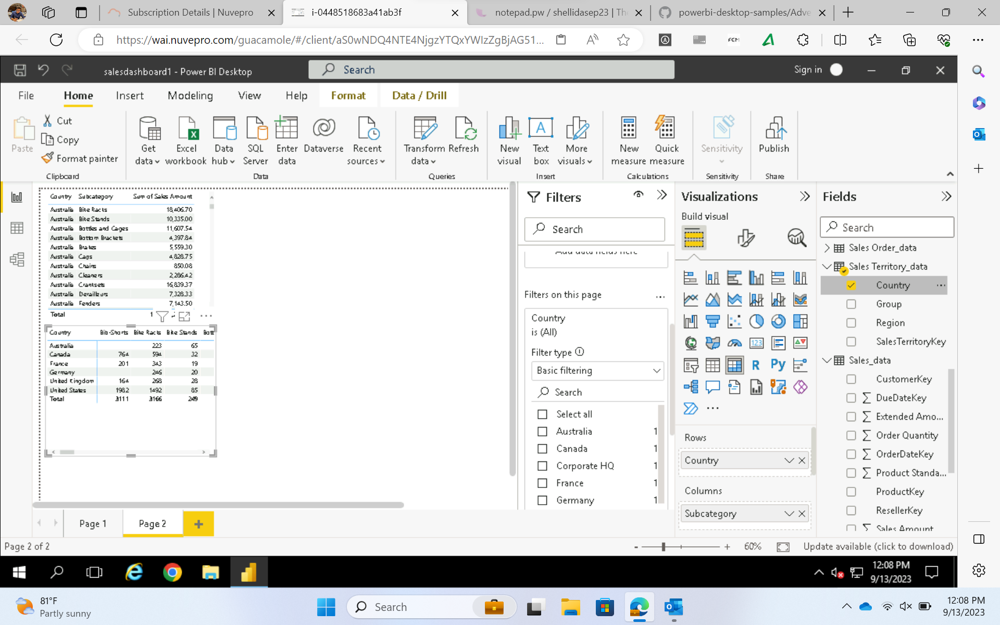 Subscription Details | Nuvepro
i-0448518683a41ab3f
notepad.pw / shellidasep23 | The
powerbi-desktop-samples/Adve
https://wai.nuvepro.com/guacamole/#/client/aS0wNDQ4NTE4NjgzYTQxYWIzZgBjAG51...
salesdashboard1 - Power BI Desktop
Search
Sign in
File
Home
Insert
Modeling
View
Help
Format
Data / Drill
Paste
Cut
Copy
Format painter
Clipboard
Get data
Excel workbook
Data hub
SQL Server
Enter data
Dataverse
Recent sources
Data
Transform data
Refresh
Queries
New visual
Text box
More visuals
Insert
New measure
Quick measure
Calculations
Sensitivity
Sensitivity
Publish
Share
Country Subcategory Sum of Sales Amount
Australia Bike Racks 18,406.70
Australia Bike Stands 10,335.00
Australia Bottles and Cages 11,607.54
Australia Bottom Brackets 4,397.84
Australia Brakes 5,559.30
Australia Caps 4,828.75
Australia Chains 850.08
Australia Cleaners 2,286.42
Australia Cranksets 16,839.37
Australia Derailleurs 7,328.33
Australia Fenders 7,143.50
Total 1
Country Bib-Shorts Bike Racks Bike Stands Bott
Australia 223 65
Canada 764 594 32
France 201 343 19
Germany 246 20
United Kingdom 164 268 28
United States 1982 1492 85
Total 3111 3166 249
Filters
Search
Add data fields here
Filters on this page
Country
is (All)
Filter type
Basic filtering
Search
Select all
Australia 1
Canada 1
Corporate HQ 1
France 1
Germany 1
Visualizations
Build visual
123
R
Py
Rows
Country
Columns
Subcategory
Fields
Search
Sales Order_data
Sales Territory_data
Country
Group
Region
SalesTerritoryKey
Sales_data
CustomerKey
DueDateKey
Extended Amo...
Order Quantity
OrderDateKey
Product Standa...
ProductKey
ResellerKey
Sales Amount
Page 1
Page 2
Page 2 of 2
- + 60%
Update available (click to download)
12:08 PM
9/13/2023
81°F
Partly sunny
Search
12:08 PM
9/13/2023